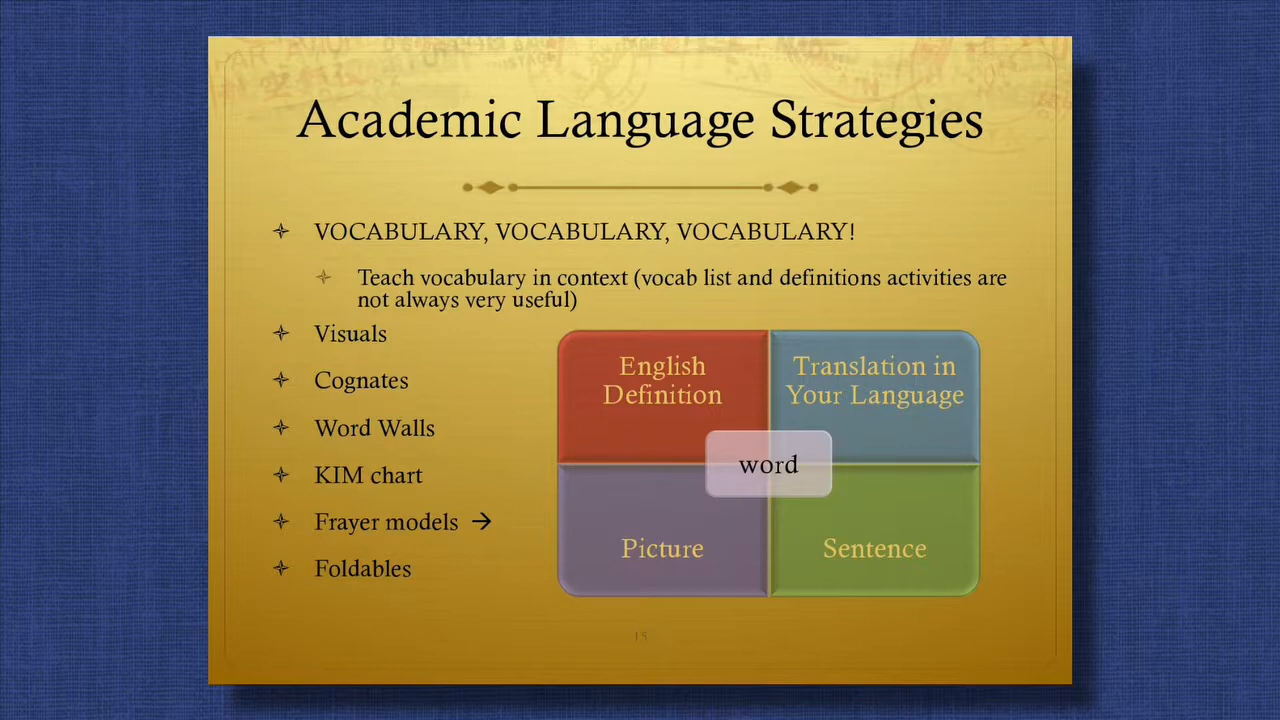 Academic Language Strategies
VOCABULARY, VOCABULARY, VOCABULARY!
Teach vocabulary in context (vocab list and definitions activities are
not always very useful)
Visuals
Cognates
Word Walls
KIM chart
Frayer models →
Foldables
English
Definition
Translation in
Your Language
word
Picture
Sentence
15